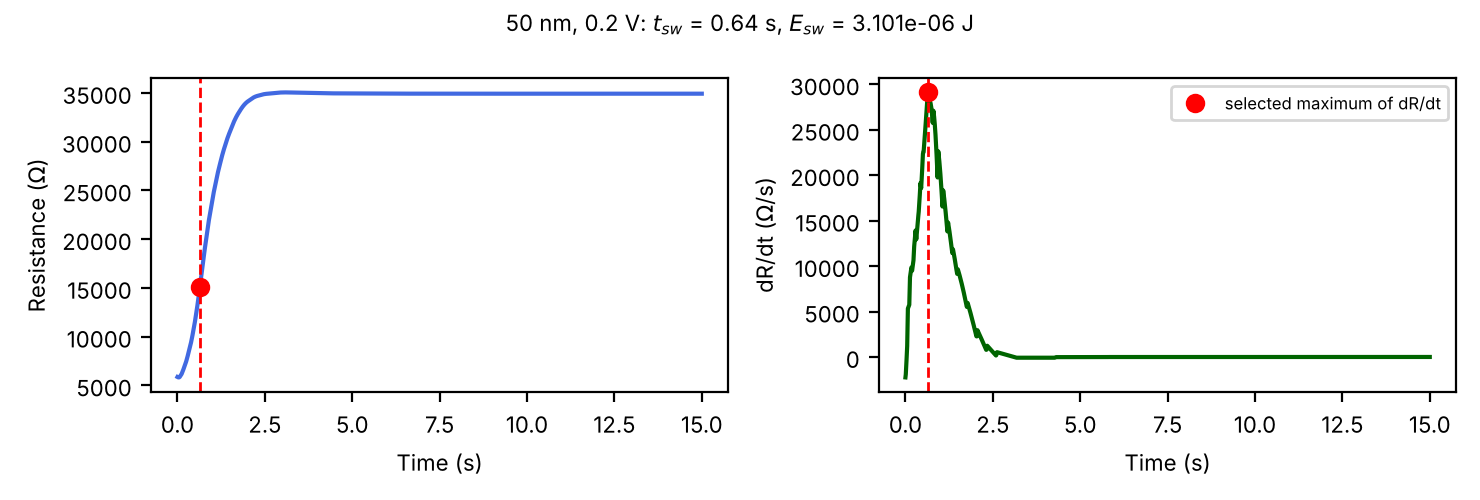 50 nm, 0.2 V: t_sw = 0.64 s, E_sw = 3.101e-06 J
Resistance (Ω)
35000
30000
25000
20000
15000
10000
5000
0.0 2.5 5.0 7.5 10.0 12.5 15.0
Time (s)
dR/dt (Ω/s)
30000
25000
20000
15000
10000
5000
0
selected maximum of dR/dt
0.0 2.5 5.0 7.5 10.0 12.5 15.0
Time (s)